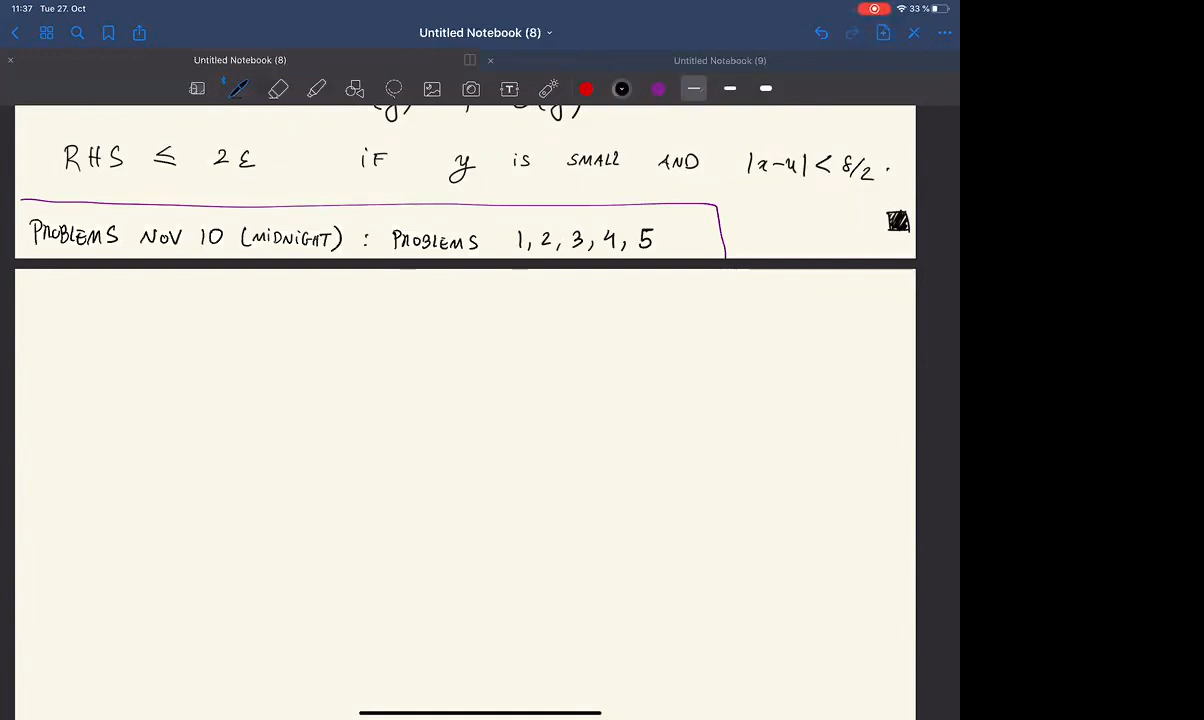 11:37 Tue 27. Oct 33 %
Untitled Notebook (8)
Untitled Notebook (8) Untitled Notebook (9)
RHS ≤ 2ε iF y is SMALL AND |x-u| < δ/2 .
PROBLEMS NOV 10 (MIDNIGHT) : PROBLEMS 1, 2, 3, 4, 5